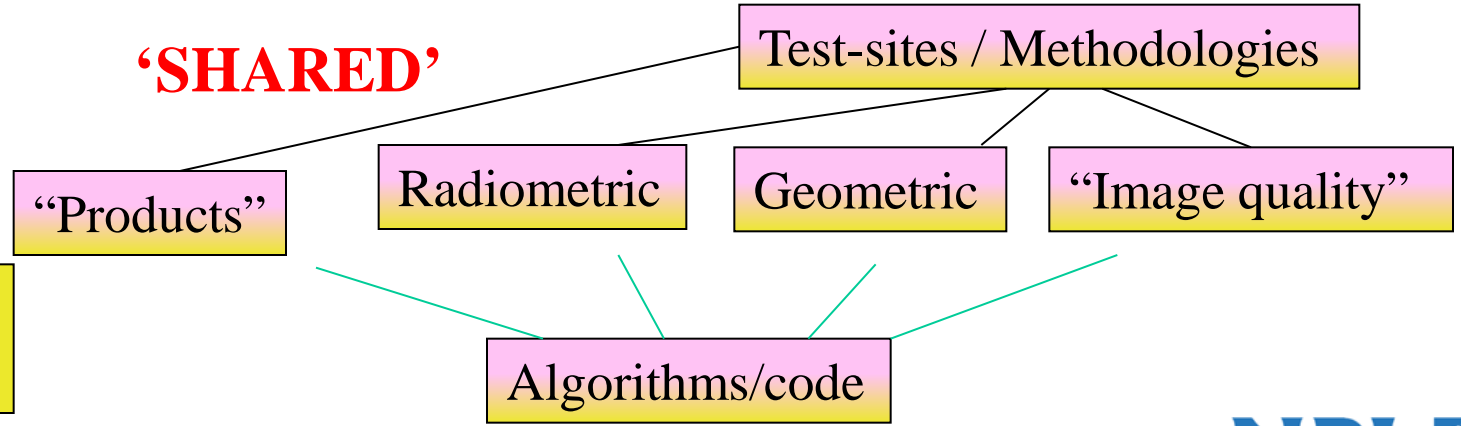 ‘SHARED’
Test-sites / Methodologies
“Products”
Radiometric
Geometric
“Image quality”
Algorithms/code